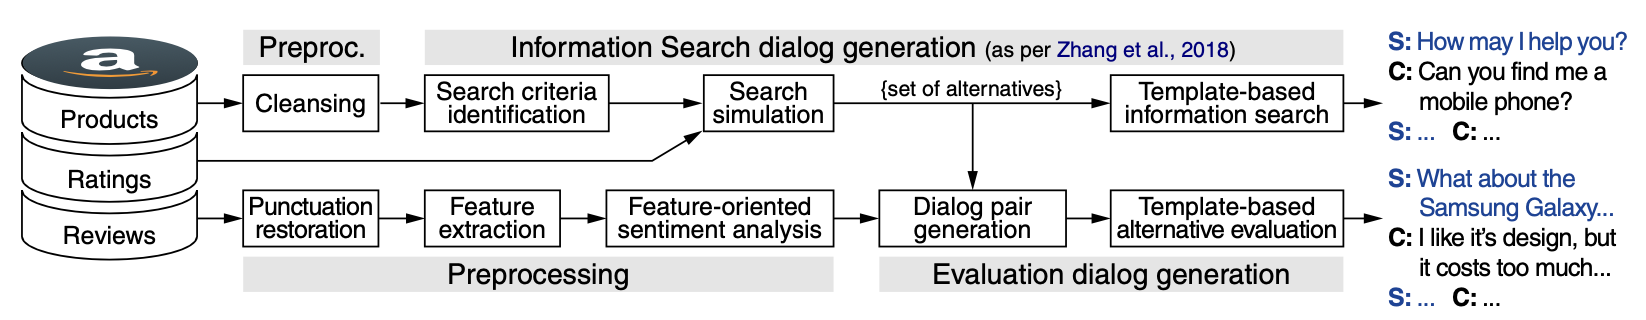 a
Products
Ratings
Reviews
Preproc.
Cleansing
Information Search dialog generation (as per Zhang et al., 2018)
Search criteria
identification
Search
simulation
{set of alternatives}
Template-based
information search
Punctuation
restoration
Feature
extraction
Feature-oriented
sentiment analysis
Preprocessing
Dialog pair
generation
Template-based
alternative evaluation
Evaluation dialog generation
S: How may I help you?
C: Can you find me a
mobile phone?
S: ... C: ...
S: What about the
Samsung Galaxy...
C: I like it's design, but
it costs too much...
S: ... C: ...